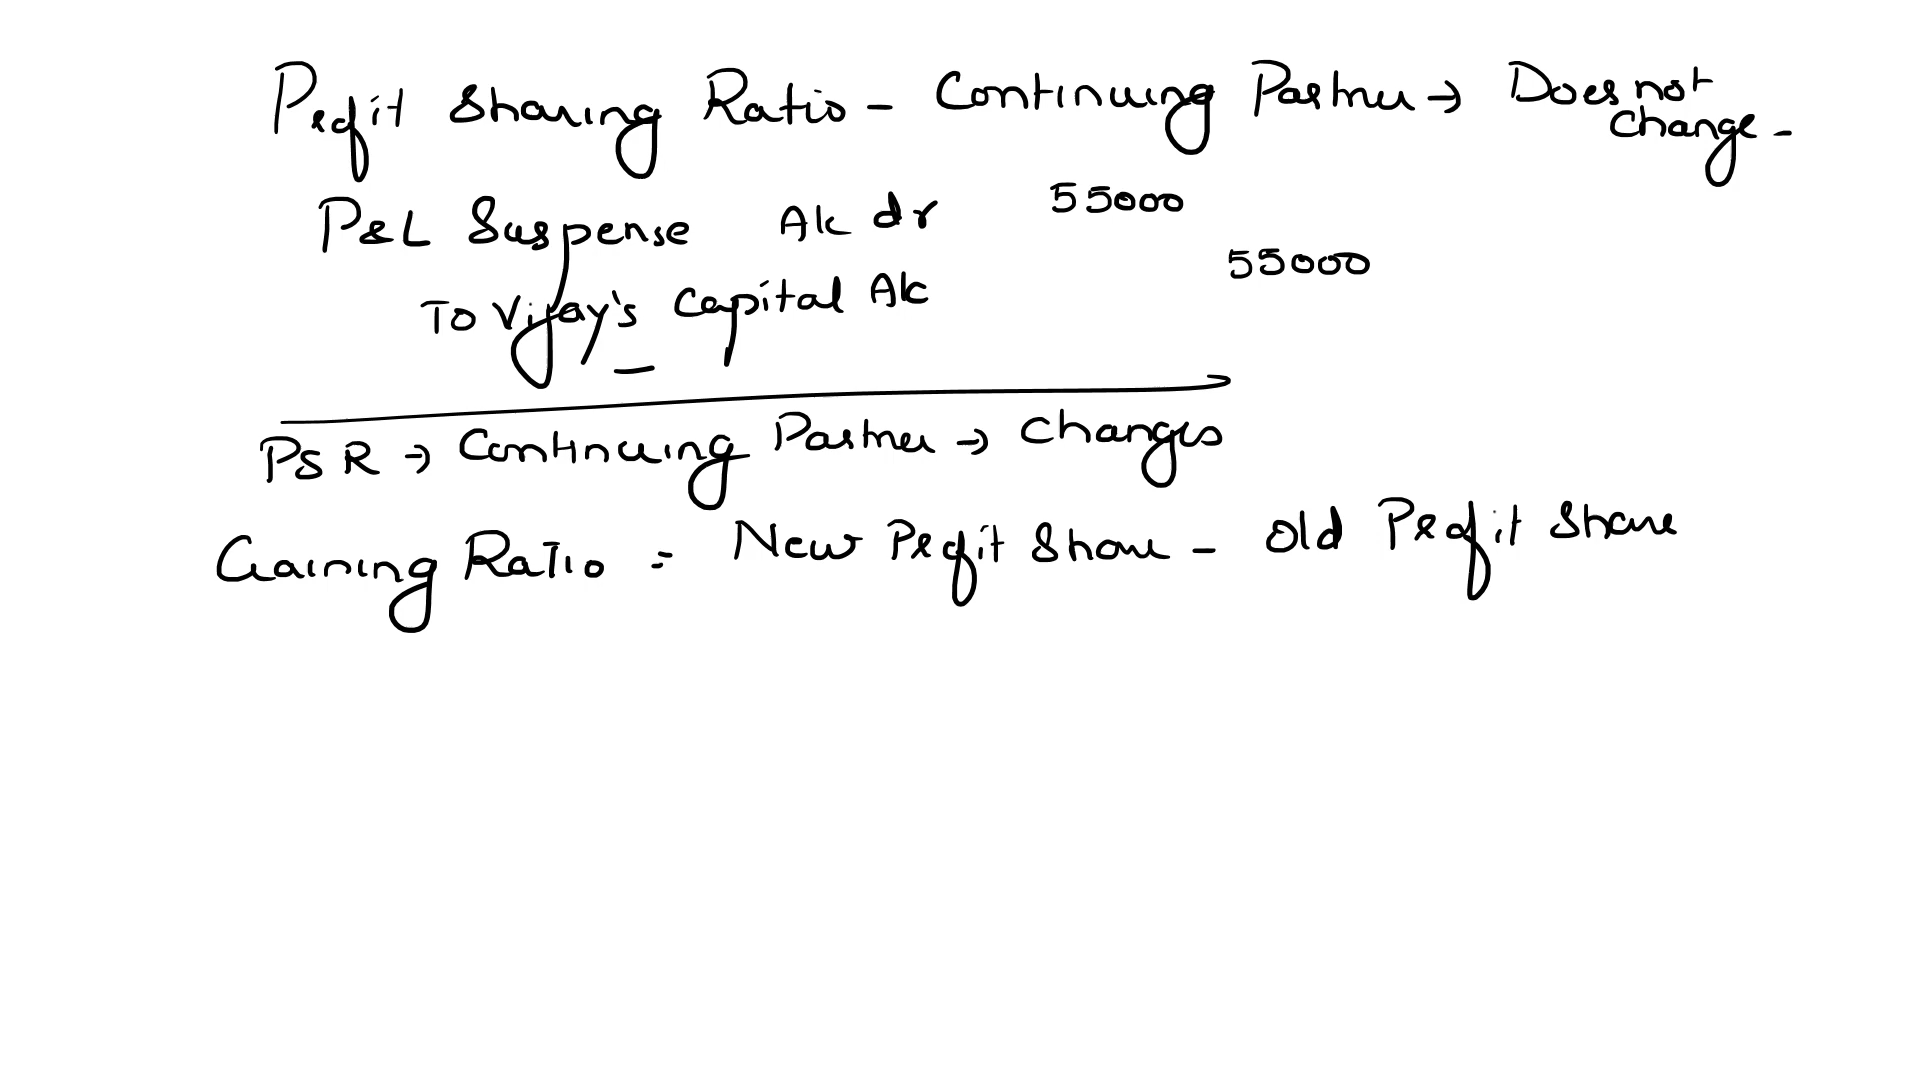 Profit Sharing Ratio - Continuing Partner → Does not
change -
P&L Suspense A/c dr 55000
To Vijay's Capital A/c 55000
PSR → Continuing Partner → Changes
Gaining Ratio = New Profit Share - Old Profit Share